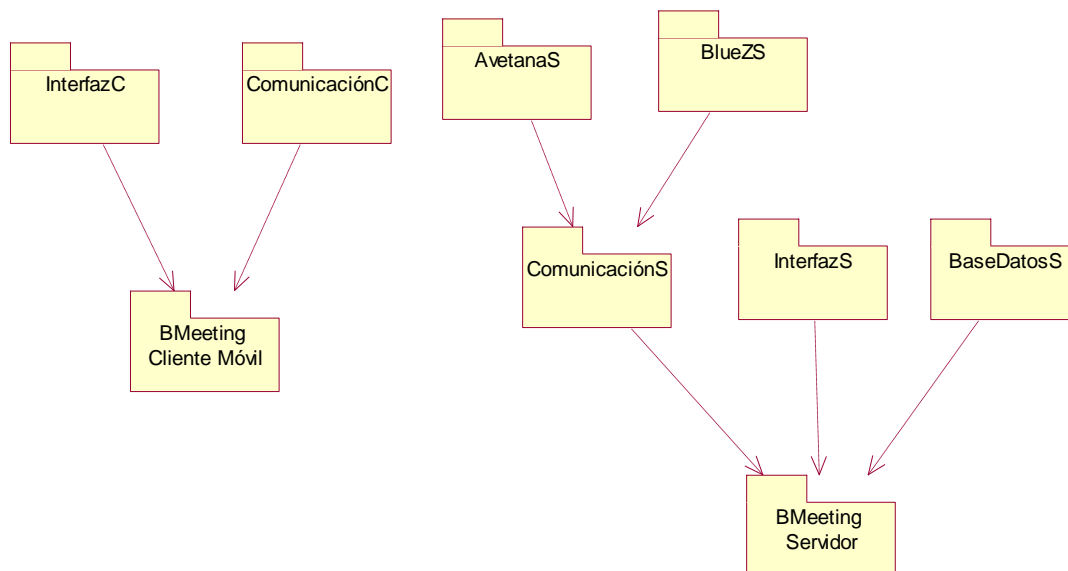 InterfazC
ComunicaciónC
AvetanaS
BlueZS
ComunicaciónS
InterfazS
BaseDatosS
BMeeting
Cliente Móvil
BMeeting
Servidor